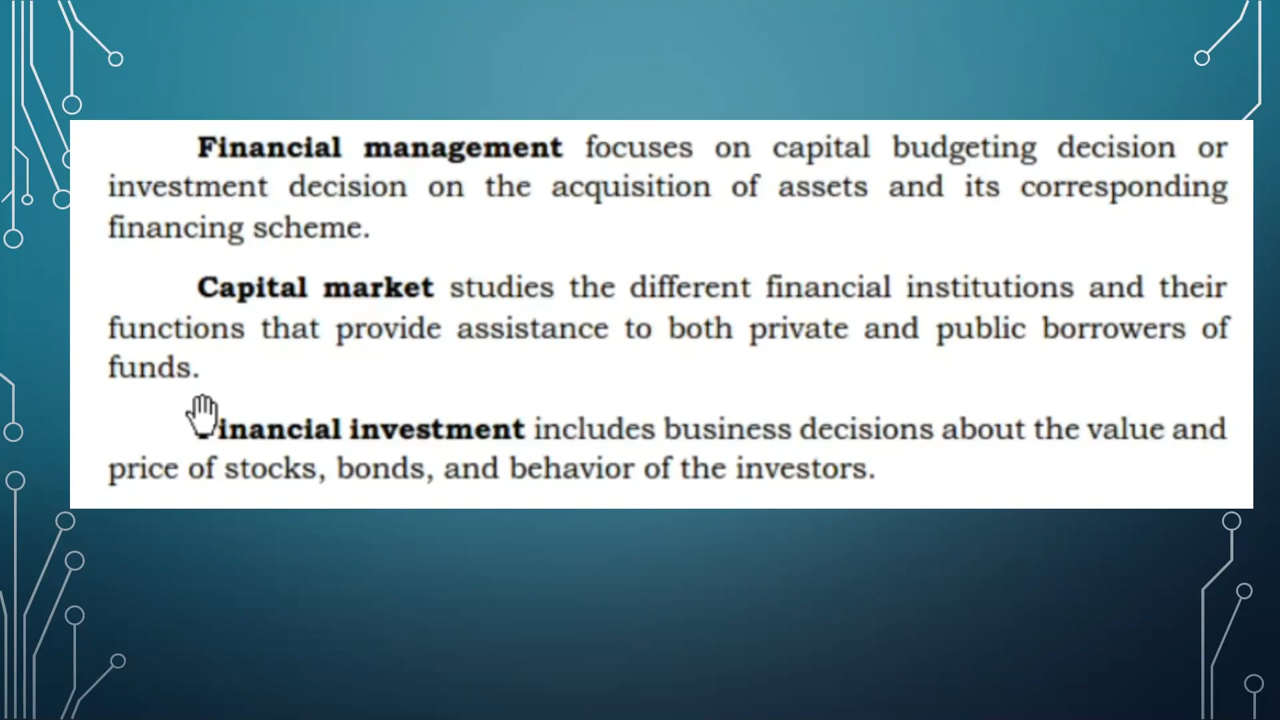 Financial management focuses on capital budgeting decision or
investment decision on the acquisition of assets and its corresponding
financing scheme.
Capital market studies the different financial institutions and their
functions that provide assistance to both private and public borrowers of
funds.
Financial investment includes business decisions about the value and
price of stocks, bonds, and behavior of the investors.